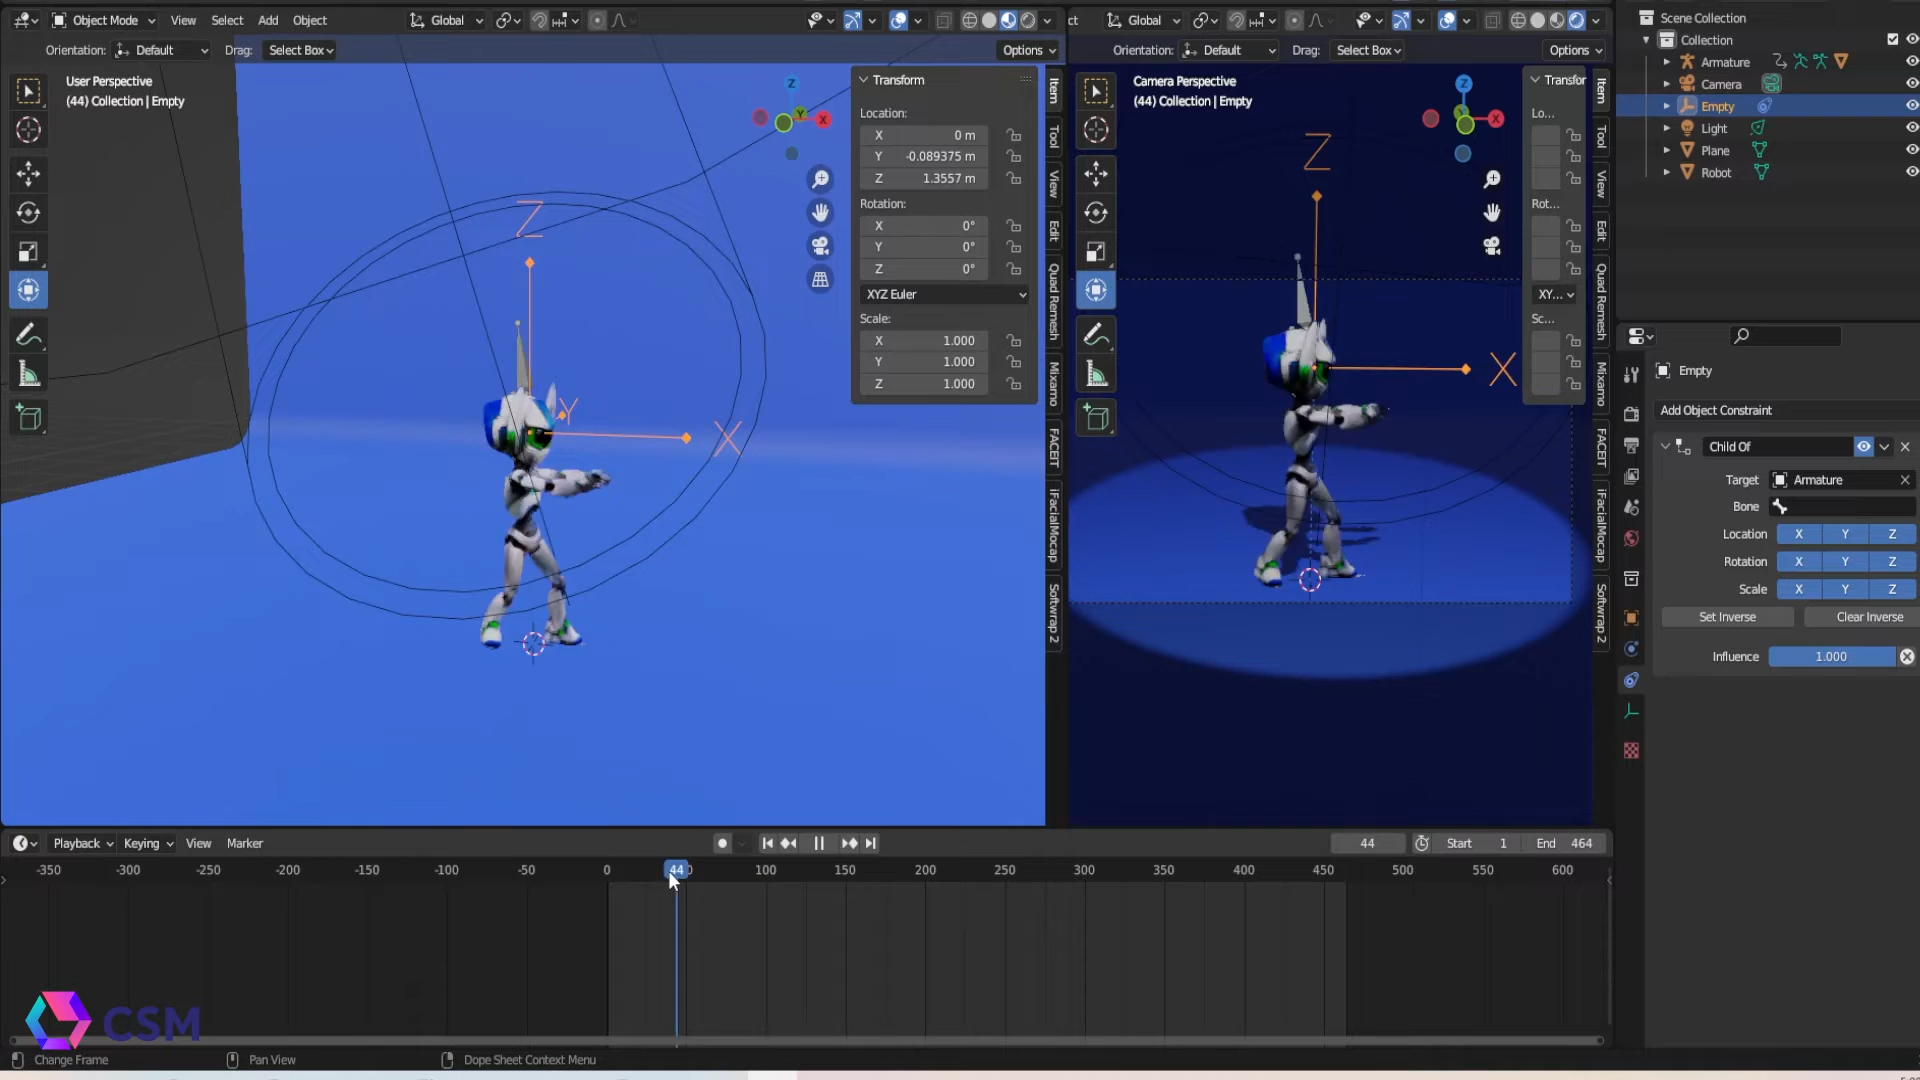 Object Mode View Select Add Object Global
Orientation: Default Drag: Select Box Options
User Perspective
(44) Collection | Empty
Z
Y
X
Transform
Location:
X 0 m
Y -0.089375 m
Z 1.3557 m
Rotation:
X 0°
Y 0°
Z 0°
XYZ Euler
Scale:
X 1.000
Y 1.000
Z 1.000
Z
Y
X
Item
Tool
View
Edit
Quad Remesh
Mixamo
FACEIT
iFacialMocap
Softwrap 2
ct Global
Orientation: Default Drag: Select Box Options
Camera Perspective
(44) Collection | Empty
Z
X
Transfor
Lo...
Rot...
XY...
Sc...
Z
X
Item
Tool
View
Edit
Quad Remesh
Mixamo
FACEIT
iFacialMocap
Softwrap 2
Scene Collection
Collection
Armature
Camera
Empty
Light
Plane
Robot
Empty
Add Object Constraint
Child Of
Target Armature
Bone
Location X Y Z
Rotation X Y Z
Scale X Y Z
Set Inverse Clear Inverse
Influence 1.000
Playback Keying View Marker 44 Start 1 End 464
-350 -300 -250 -200 -150 -100 -50 0 44 100 150 200 250 300 350 400 450 500 550 600
CSM
Change Frame Pan View Dope Sheet Context Menu